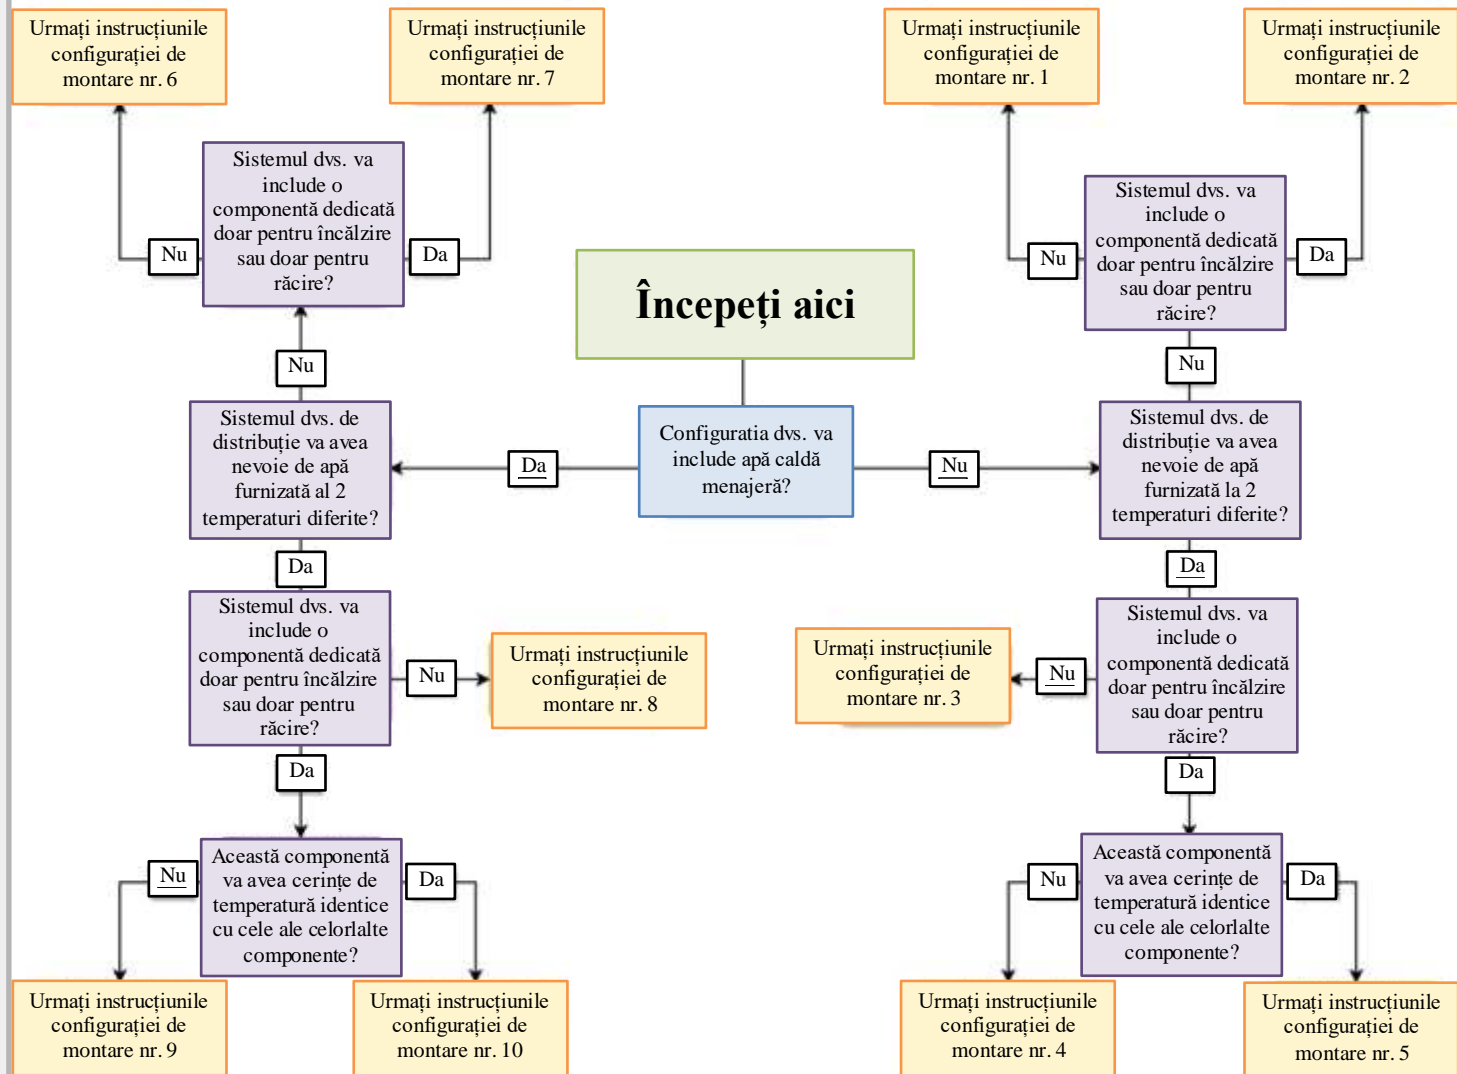 Urmați instrucțiunile
configurației de
montare nr. 6
Urmați instrucțiunile
configurației de
montare nr. 7
Urmați instrucțiunile
configurației de
montare nr. 1
Urmați instrucțiunile
configurației de
montare nr. 2
Sistemul dvs. va
include o
componentă dedicată
doar pentru încălzire
sau doar pentru
răcire?
Nu
Da
Sistemul dvs. va
include o
componentă dedicată
doar pentru încălzire
sau doar pentru
răcire?
Nu
Da
Începeți aici
Nu
Nu
Sistemul dvs. de
distribuție va avea
nevoie de apă
furnizată al 2
temperaturi diferite?
Da
Configuratia dvs. va
include apă caldă
menajeră?
Nu
Sistemul dvs. de
distribuție va avea
nevoie de apă
furnizată la 2
temperaturi diferite?
Da
Da
Sistemul dvs. va
include o
componentă dedicată
doar pentru încălzire
sau doar pentru
răcire?
Nu
Urmați instrucțiunile
configurației de
montare nr. 8
Urmați instrucțiunile
configurației de
montare nr. 3
Nu
Sistemul dvs. va
include o
componentă dedicată
doar pentru încălzire
sau doar pentru
răcire?
Da
Da
Nu
Această componentă
va avea cerințe de
temperatură identice
cu cele ale celorlalte
componente?
Da
Nu
Această componentă
va avea cerințe de
temperatură identice
cu cele ale celorlalte
componente?
Da
Urmați instrucțiunile
configurației de
montare nr. 9
Urmați instrucțiunile
configurației de
montare nr. 10
Urmați instrucțiunile
configurației de
montare nr. 4
Urmați instrucțiunile
configurației de
montare nr. 5